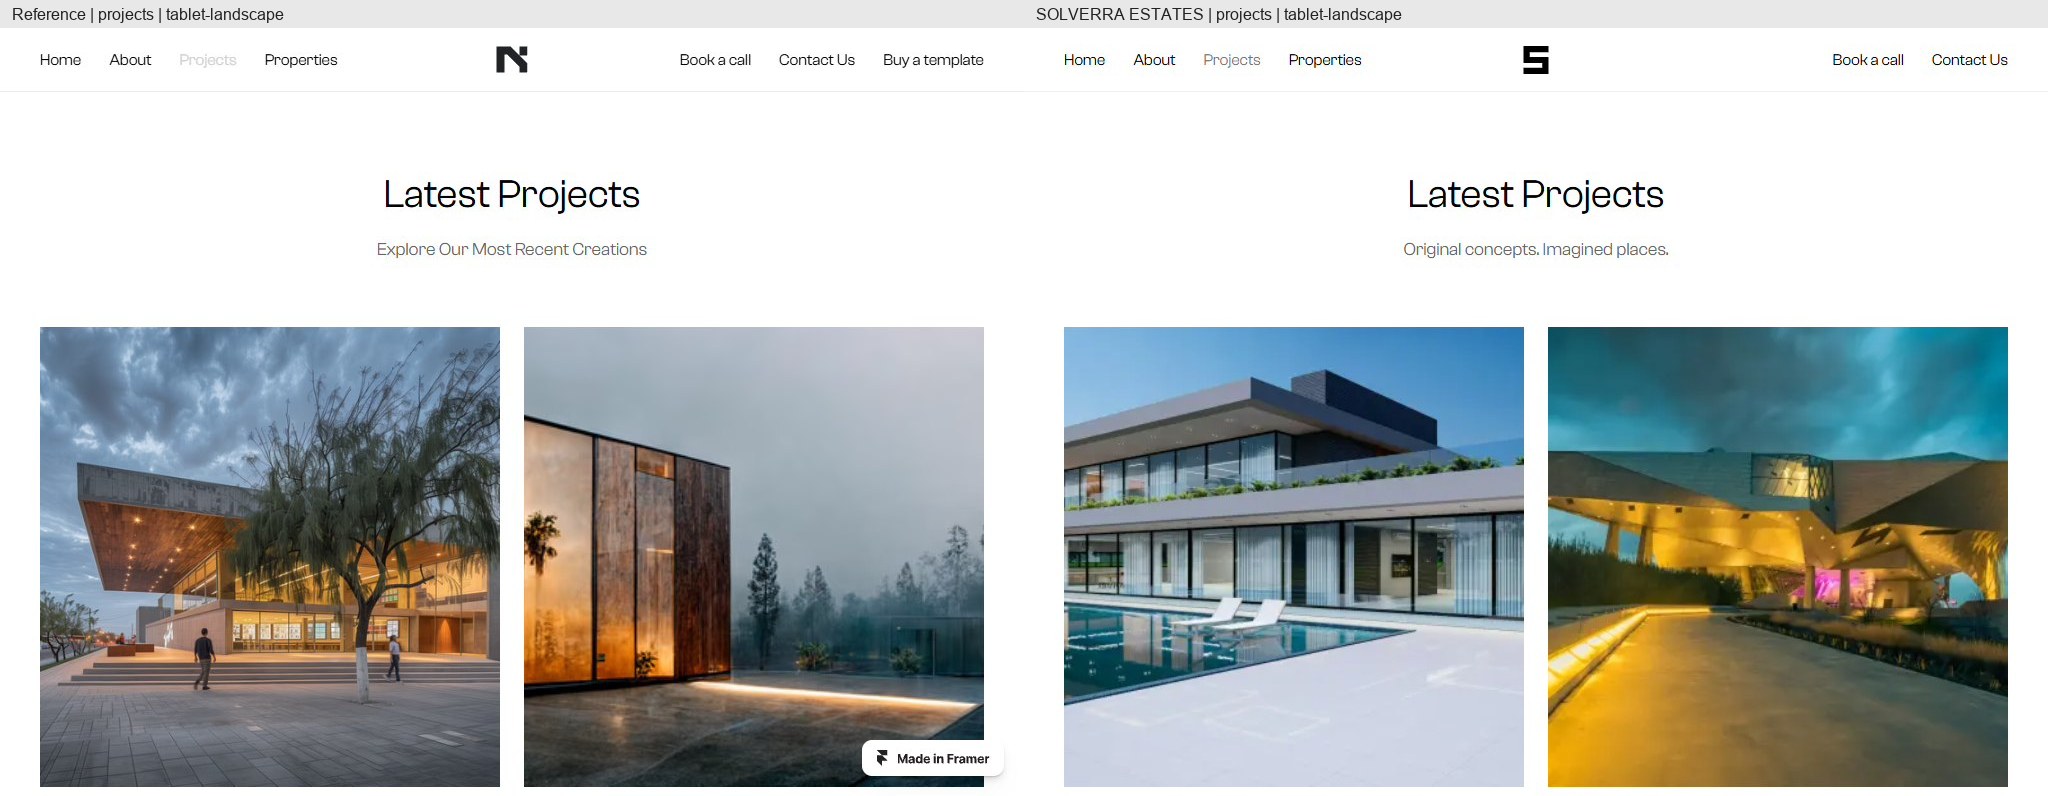 Reference | projects | tablet-landscape
SOLVERRA ESTATES | projects | tablet-landscape
Home About Projects Properties
Book a call Contact Us Buy a template
Home About Projects Properties
Book a call Contact Us
Latest Projects
Explore Our Most Recent Creations
Latest Projects
Original concepts. Imagined places.
Made in Framer